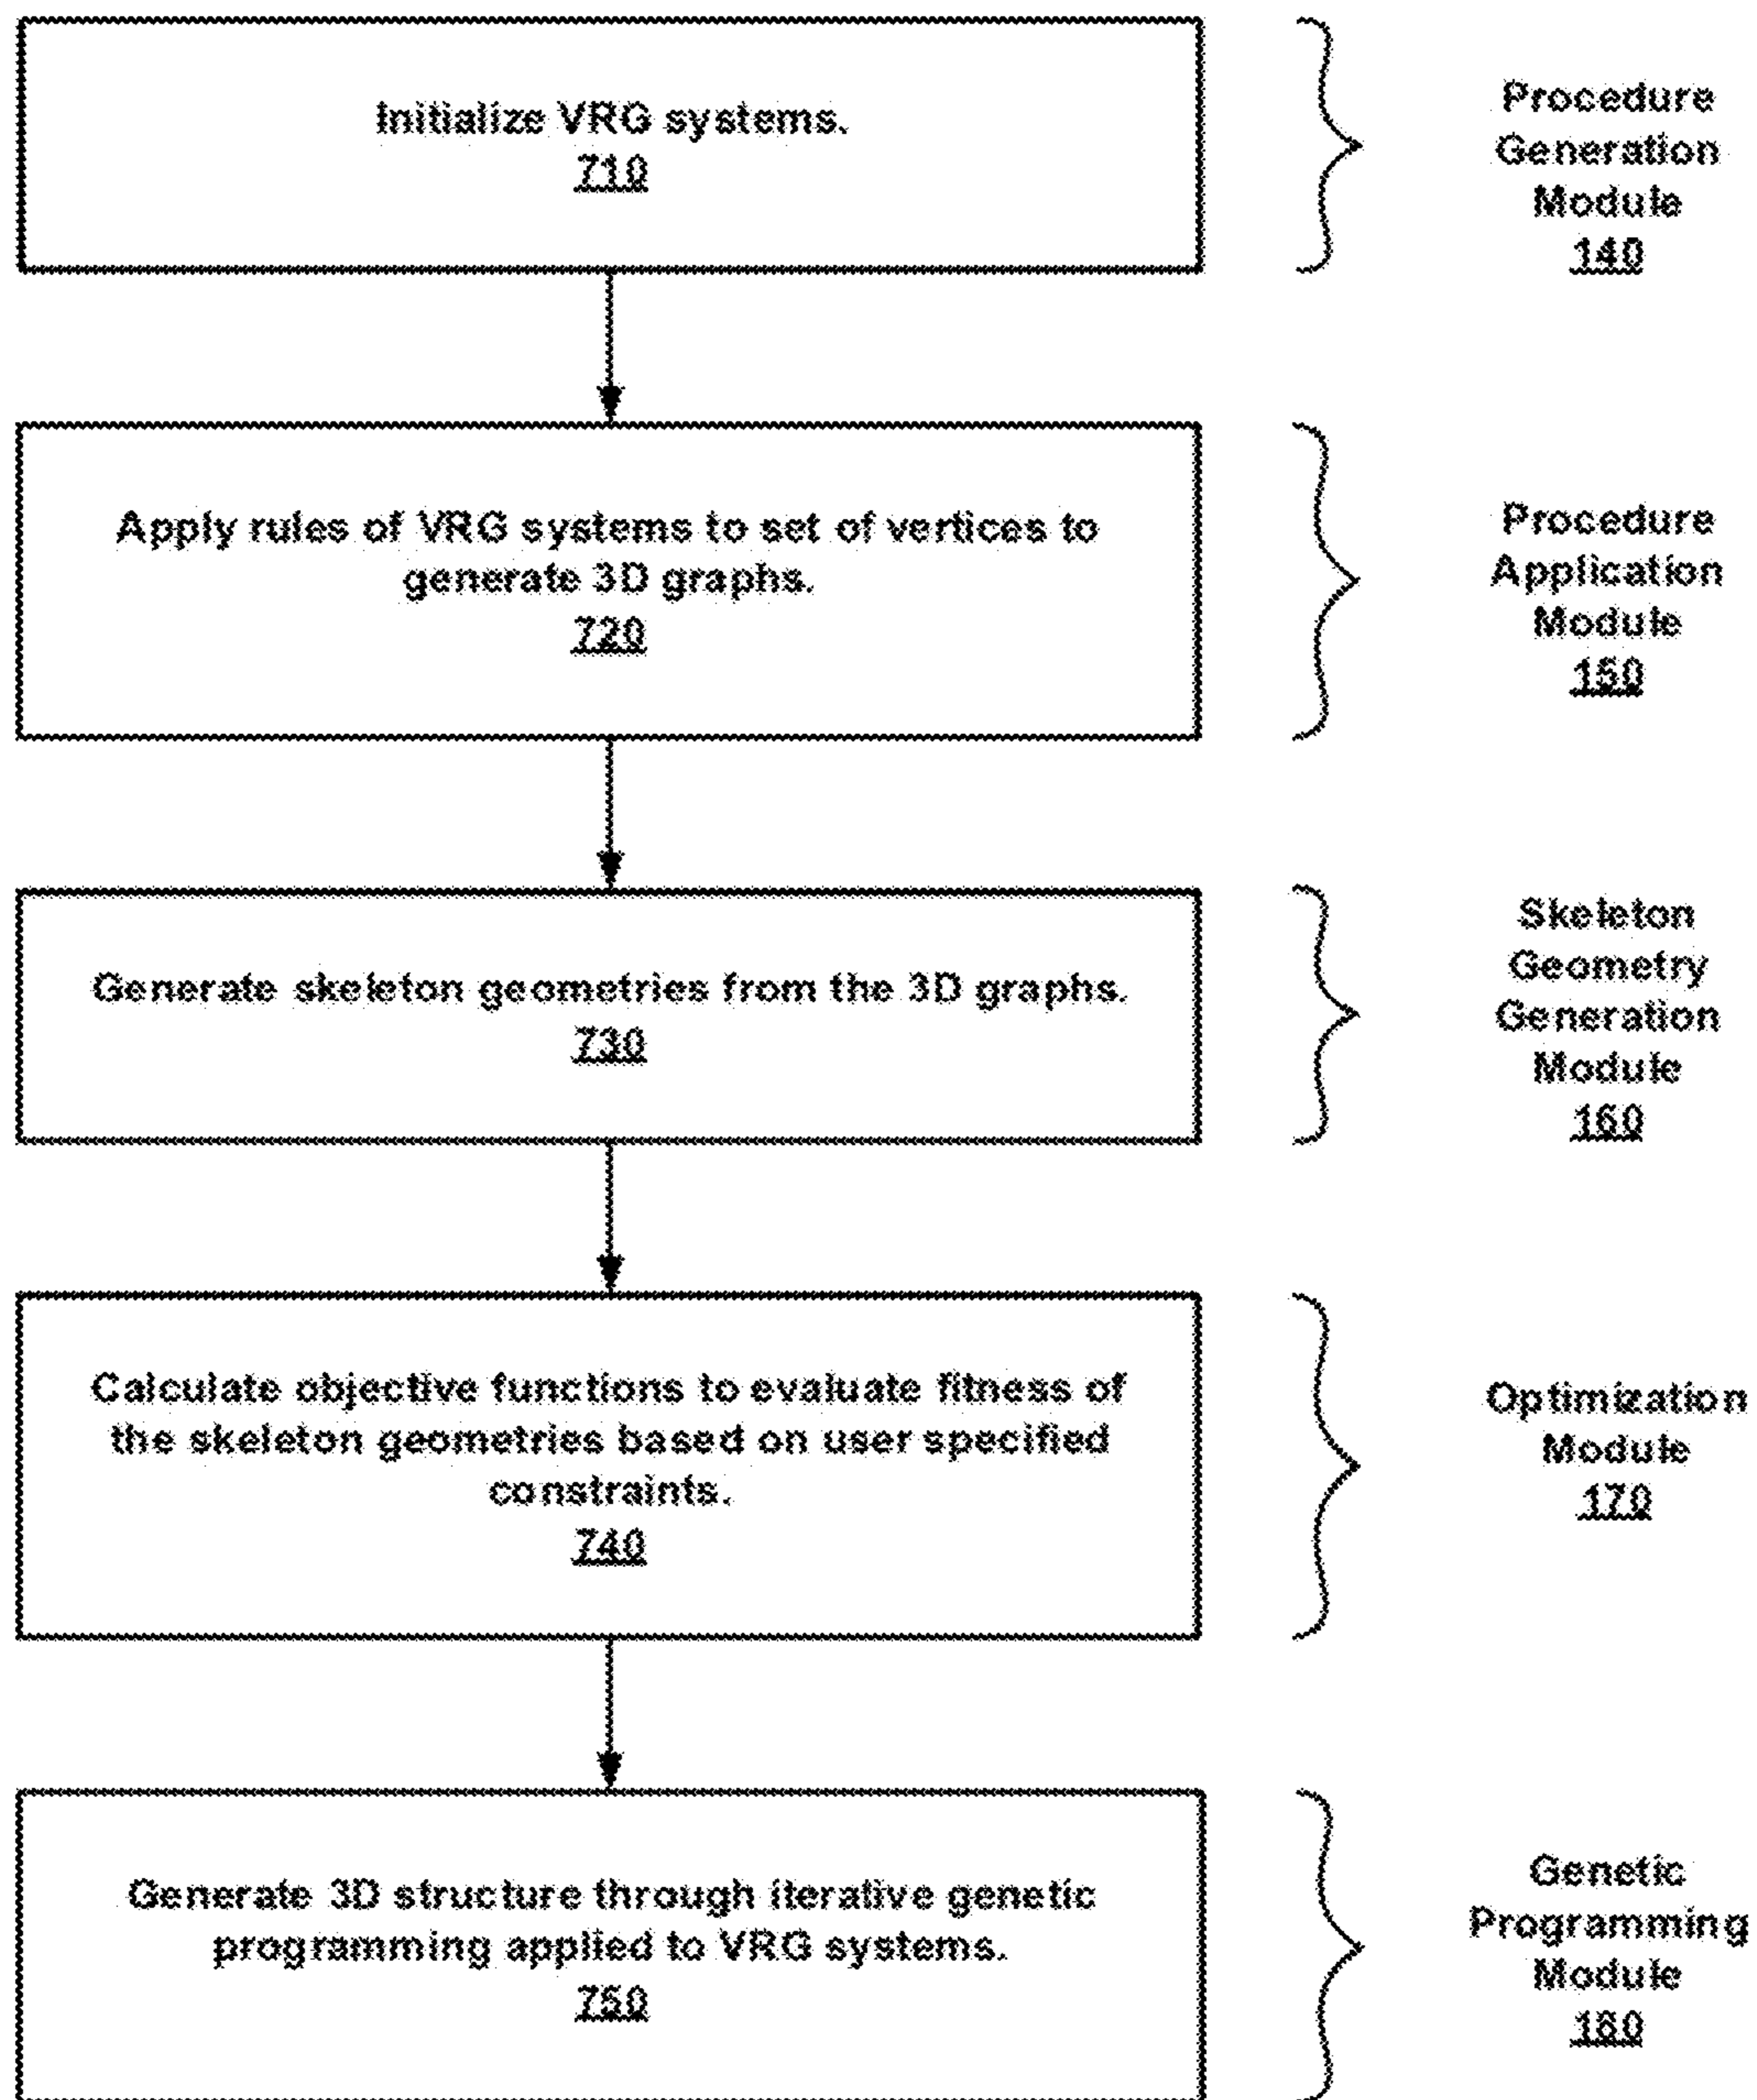 Initialize VRG systems.
710
Procedure
Generation
Module
140
Apply rules of VRG systems to set of vertices to
generate 3D graphs.
720
Procedure
Application
Module
150
Generate skeleton geometries from the 3D graphs.
730
Skeleton
Geometry
Generation
Module
160
Calculate objective functions to evaluate fitness of
the skeleton geometries based on user specified
constraints.
740
Optimization
Module
170
Generate 3D structure through iterative genetic
programming applied to VRG systems.
750
Genetic
Programming
Module
180